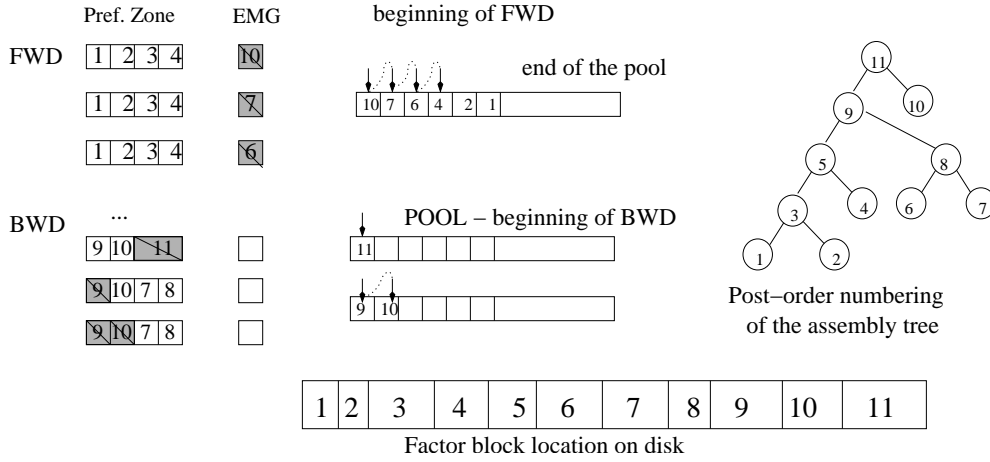 Pref. Zone
EMG
beginning of FWD
FWD
1 2 3 4
10
end of the pool
1 2 3 4
7
10 7 6 4 2 1
1 2 3 4
6
11
10
9
5
8
3
4
6
7
1
2
...
BWD
POOL – beginning of BWD
9 10 11
11
9 10 7 8
9 10
9 10 7 8
Post–order numbering
of the assembly tree
1 2 3 4 5 6 7 8 9 10 11
Factor block location on disk